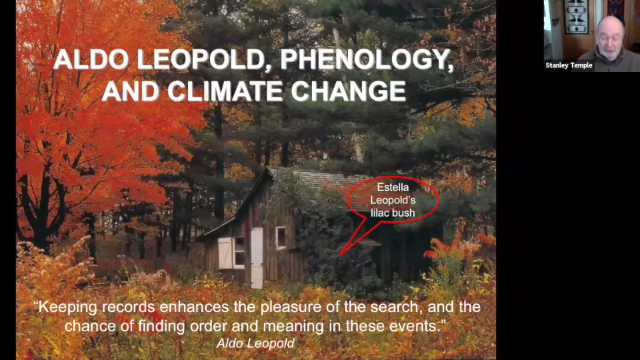 ALDO LEOPOLD, PHENOLOGY,
AND CLIMATE CHANGE
Stanley Temple
Estella
Leopold's
lilac bush
“Keeping records enhances the pleasure of the search, and the
chance of finding order and meaning in these events."
Aldo Leopold